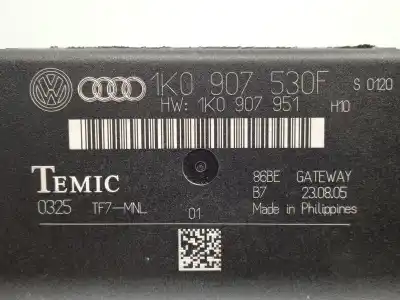 1K0 907 530F S 0120
HW: 1K0 907 951 H10
TEMIC 86BE GATEWAY
B7 23.08.05
0325 TF7-MNL 01 Made in Philippines